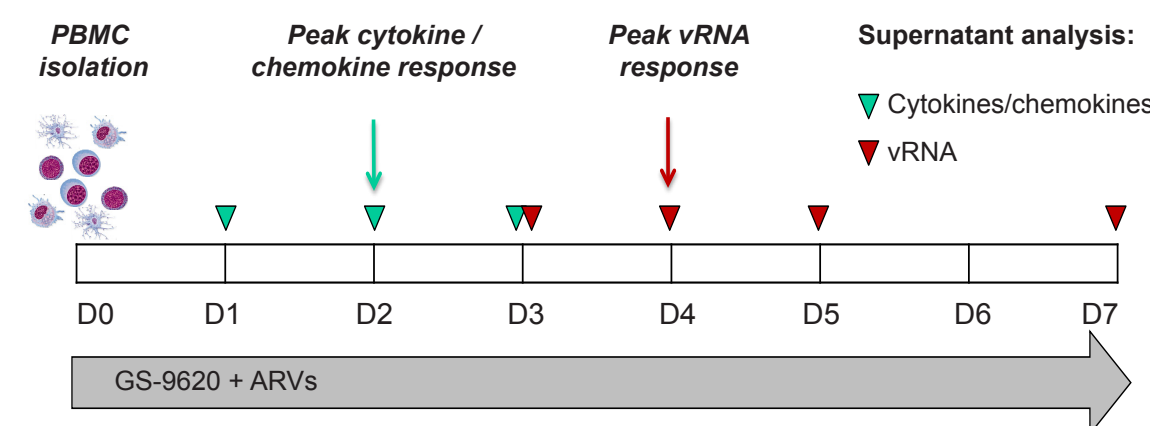 PBMC
isolation
Peak cytokine /
chemokine response
Peak vRNA
response
Supernatant analysis:
Cytokines/chemokines
vRNA
D0 D1 D2 D3 D4 D5 D6 D7
GS-9620 + ARVs